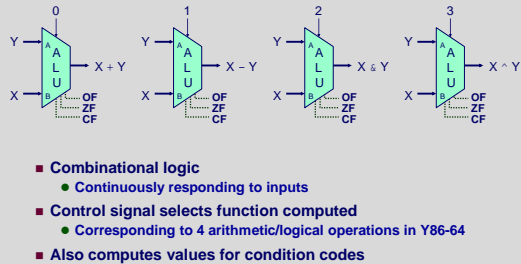 0 1 2 3
Y A A L U X B X + Y OF ZF CF
Y A A L U X B X - Y OF ZF CF
Y A A L U X B X & Y OF ZF CF
Y A A L U X B X ^ Y OF ZF CF
Combinational logic
Continuously responding to inputs
Control signal selects function computed
Corresponding to 4 arithmetic/logical operations in Y86-64
Also computes values for condition codes